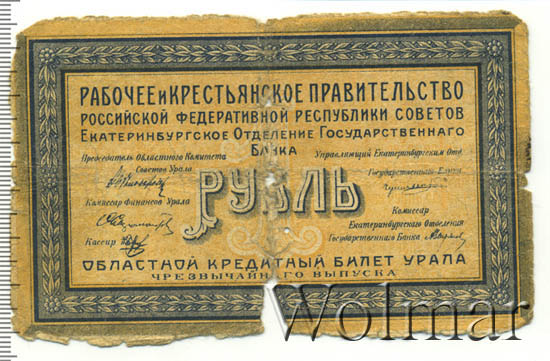 РАБОЧЕЕ И КРЕСТЬЯНСКОЕ ПРАВИТЕЛЬСТВО
РОССИЙСКОЙ ФЕДЕРАТИВНОЙ РЕСПУБЛИКИ СОВЕТОВ
ЕКАТЕРИНБУРГСКОЕ ОТДЕЛЕНИЕ ГОСУДАРСТВЕННАГО
БАНКА
Председатель Областного Комитета
Советов Урала
Управляющий Екатеринбургским Отд.
Государственнаго Банка
РУБЛЬ
Комиссар Финансов Урала
Комиссар
Екатеринбургского Отделения
Государственного Банка
Кассир
ОБЛАСТНОЙ КРЕДИТНЫЙ БИЛЕТ УРАЛА
ЧРЕЗВЫЧАЙНОГО ВЫПУСКА
Wolmar